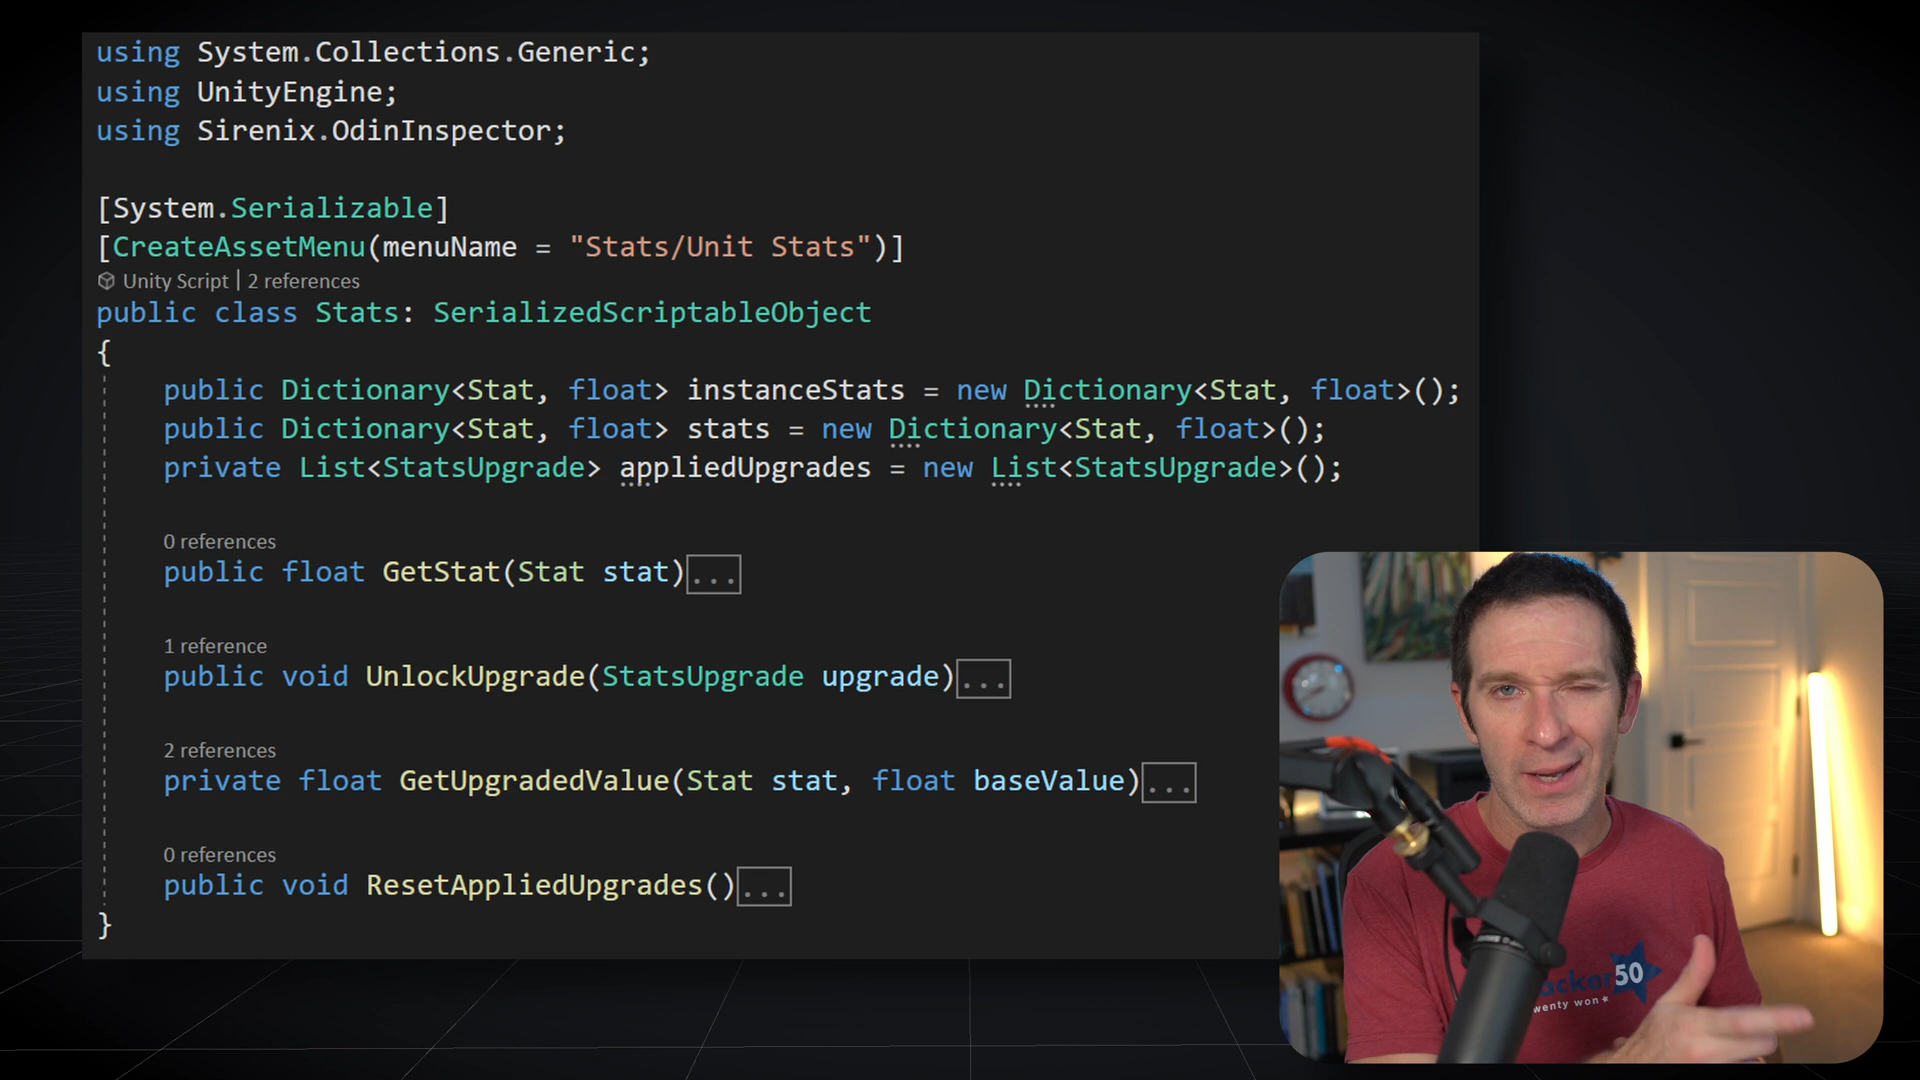 using System.Collections.Generic;
using UnityEngine;
using Sirenix.OdinInspector;
[System.Serializable]
[CreateAssetMenu(menuName = "Stats/Unit Stats")]
Unity Script | 2 references
public class Stats: SerializedScriptableObject
{
public Dictionary<Stat, float> instanceStats = new Dictionary<Stat, float>();
public Dictionary<Stat, float> stats = new Dictionary<Stat, float>();
private List<StatsUpgrade> appliedUpgrades = new List<StatsUpgrade>();
0 references
public float GetStat(Stat stat)...
1 reference
public void UnlockUpgrade(StatsUpgrade upgrade)...
2 references
private float GetUpgradedValue(Stat stat, float baseValue)...
0 references
public void ResetAppliedUpgrades()...
}
50
won